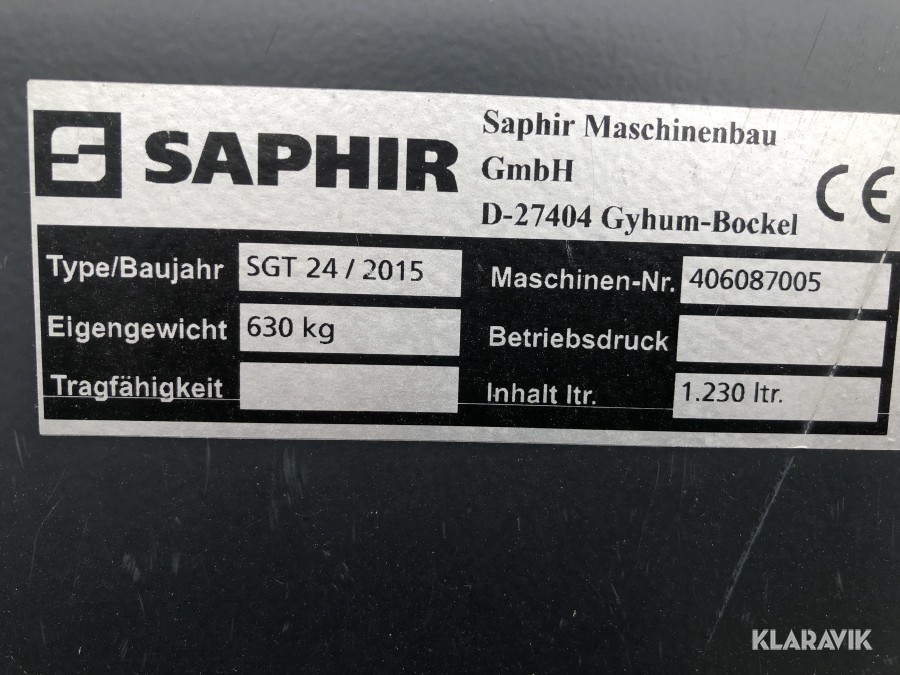 SAPHIR
Saphir Maschinenbau
GmbH
D-27404 Gyhum-Bockel
CE
Type/Baujahr SGT 24 / 2015
Maschinen-Nr. 406087005
Eigengewicht 630 kg
Betriebsdruck
Tragfähigkeit
Inhalt ltr. 1.230 ltr.
KLARAVIK